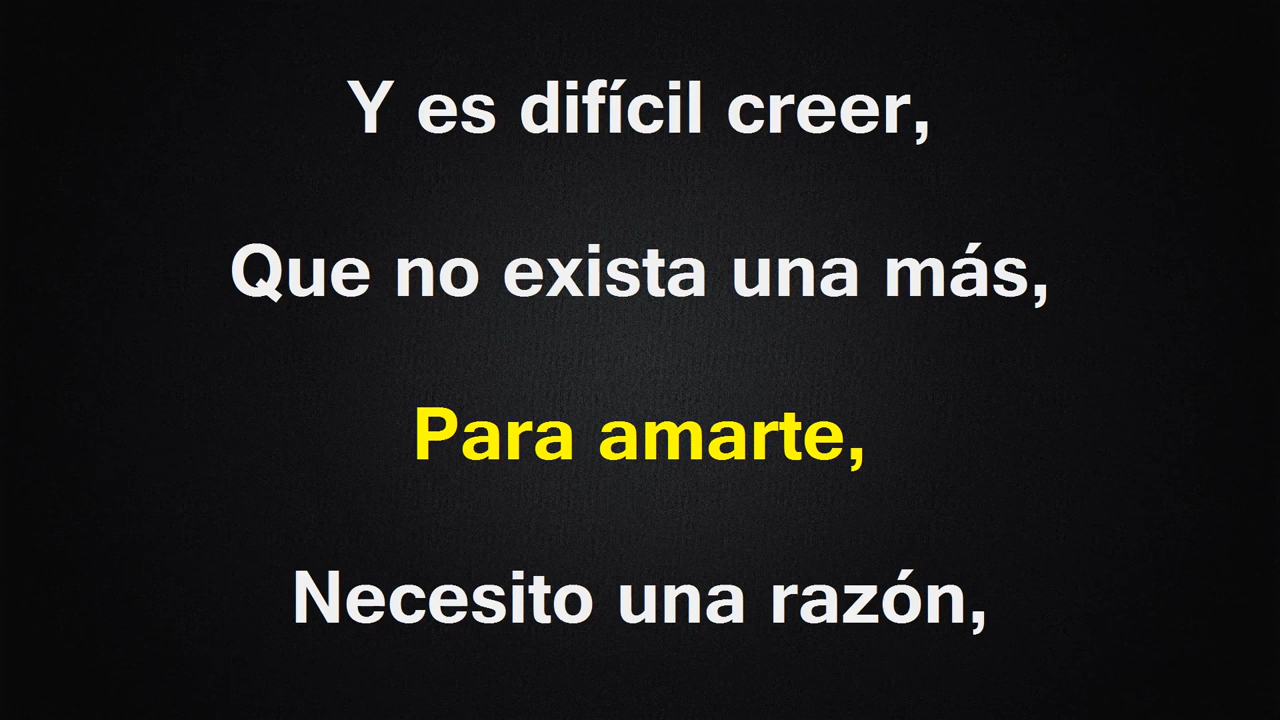 Y es difícil creer,
Que no exista una más,
Para amarte,
Necesito una razón,